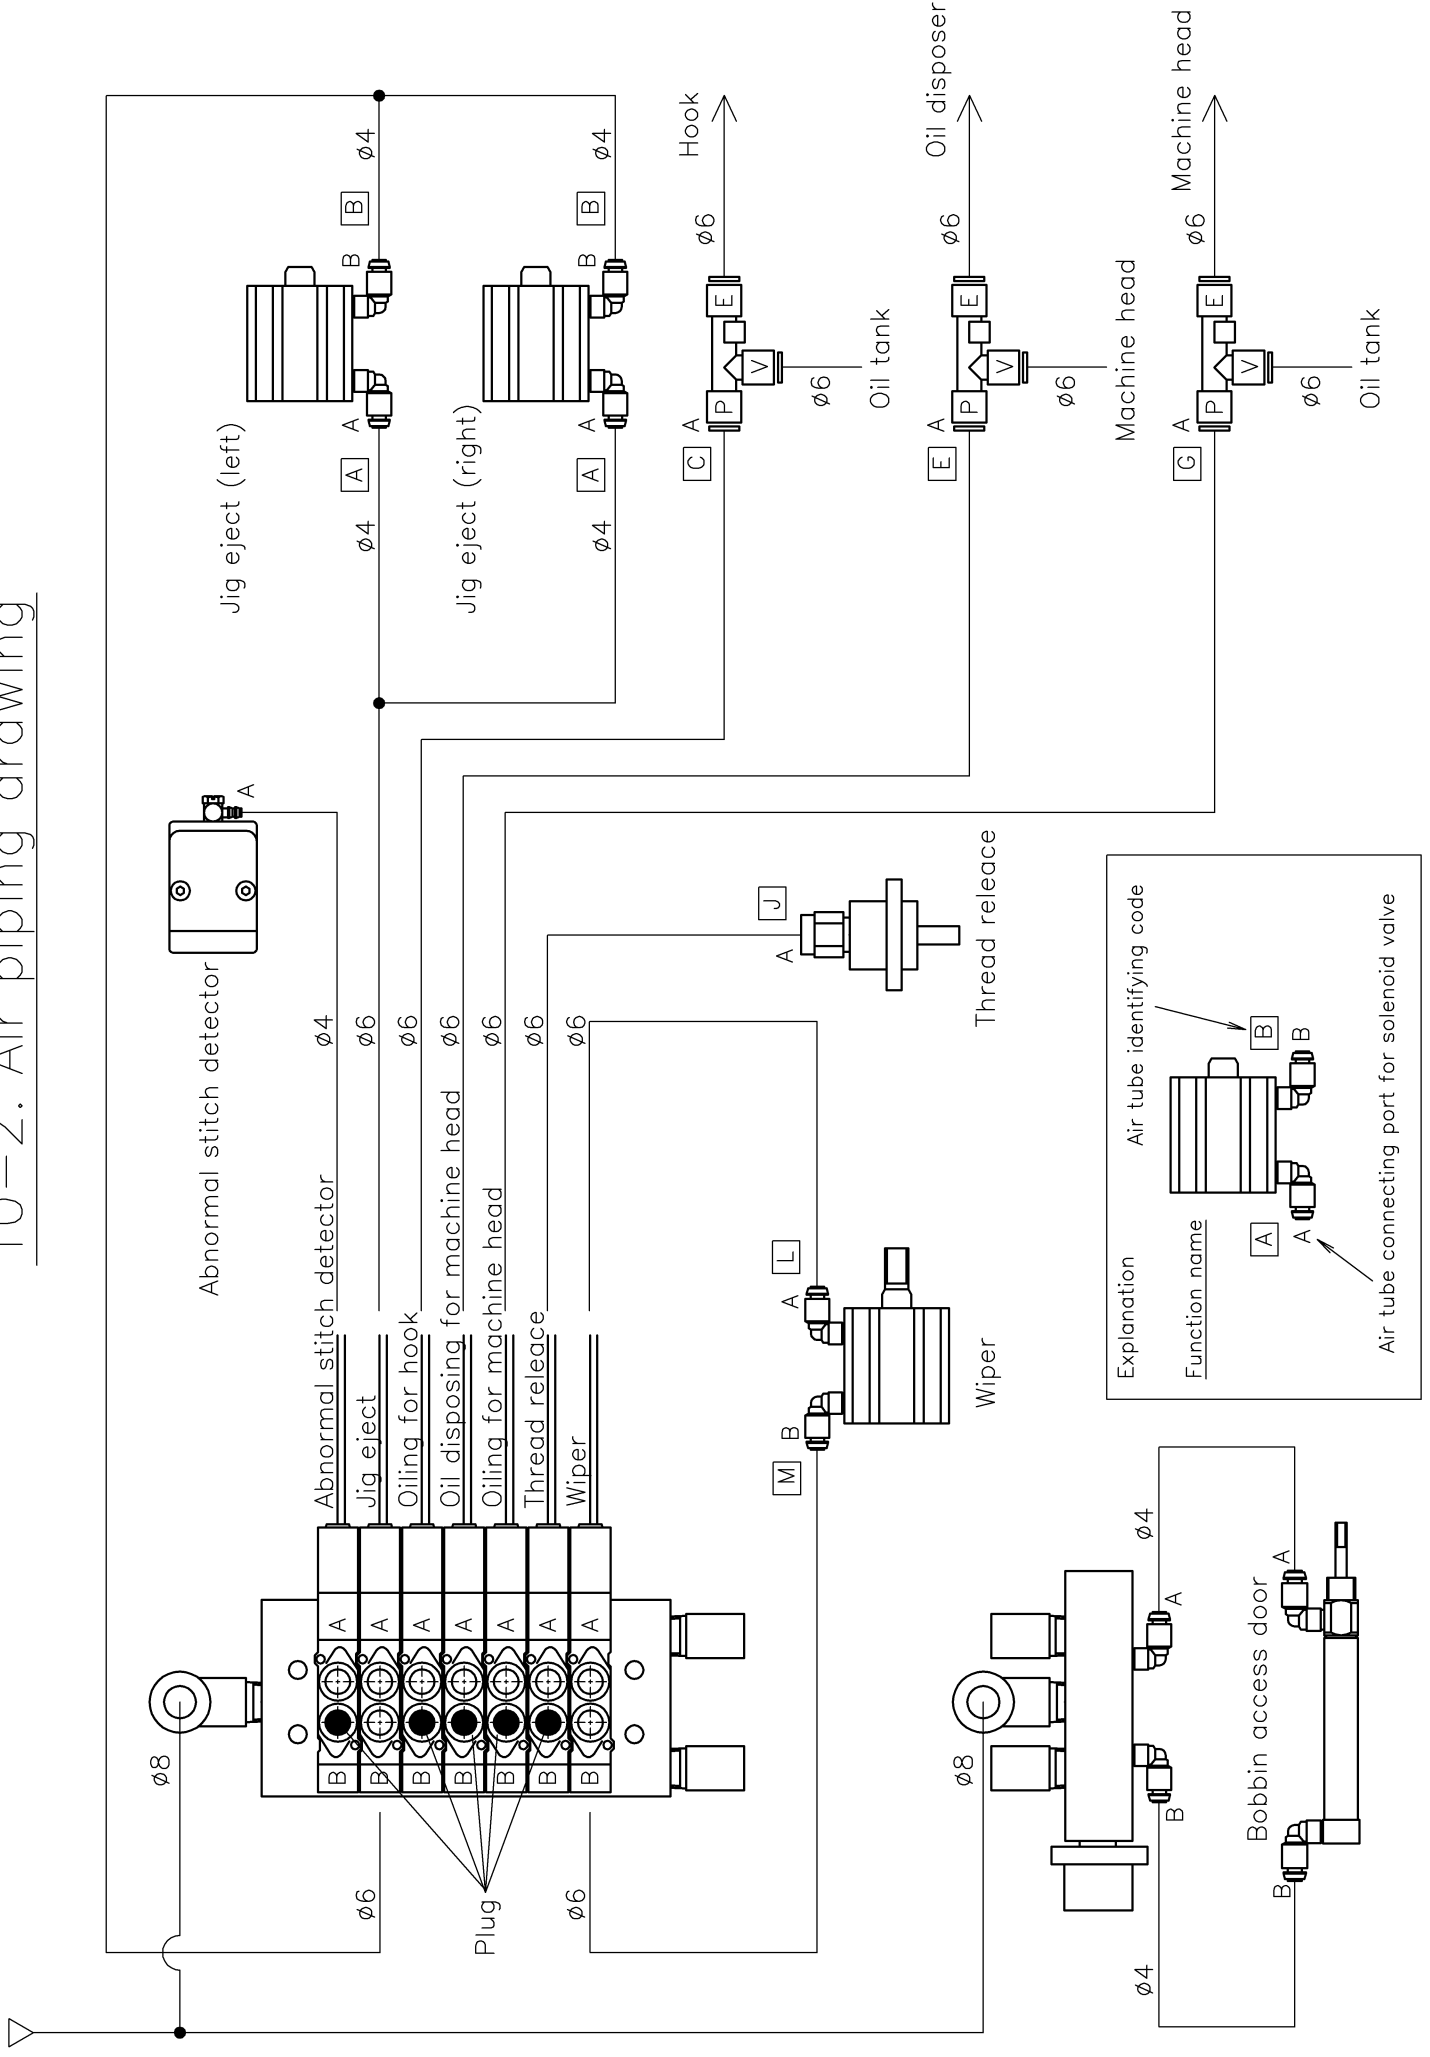 10-2. Air piping drawing
ø8
Abnormal stitch detector
A
Jig eject (left)
Abnormal stitch detector
ø4
B A
ø6
Jig eject
ø6
ø4
A
A
B
B
ø4
B A
Oiling for hook
ø6
B A
Oil disposing for machine head
ø6
B A
Jig eject (right)
Plug
Oiling for machine head
ø6
B A
Thread releace
ø6
B A
ø6
Wiper
ø6
B A
ø4
A
A
B
B
ø4
C
A
P
E
V
ø6
Hook
ø6
Oil tank
M
B
A
L
Wiper
A
J
Thread releace
E
A
P
E
V
ø6
Oil disposer
ø6
Machine head
ø8
ø4
B
A
ø4
Bobbin access door
B
A
G
A
P
E
V
ø6
Machine head
ø6
Oil tank
Explanation
Air tube identifying code
Function name
A
A
B
B
Air tube connecting port for solenoid valve